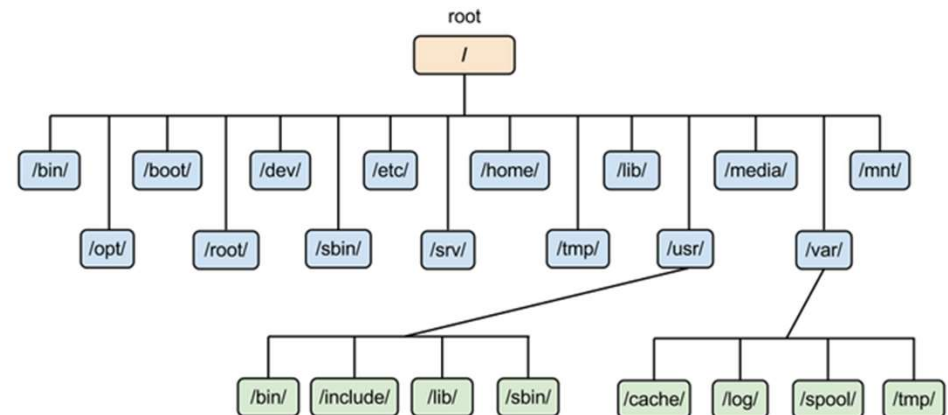 root
/
/bin/ /boot/ /dev/ /etc/ /home/ /lib/ /media/ /mnt/
/opt/ /root/ /sbin/ /srv/ /tmp/ /usr/ /var/
/bin/ /include/ /lib/ /sbin/ /cache/ /log/ /spool/ /tmp/